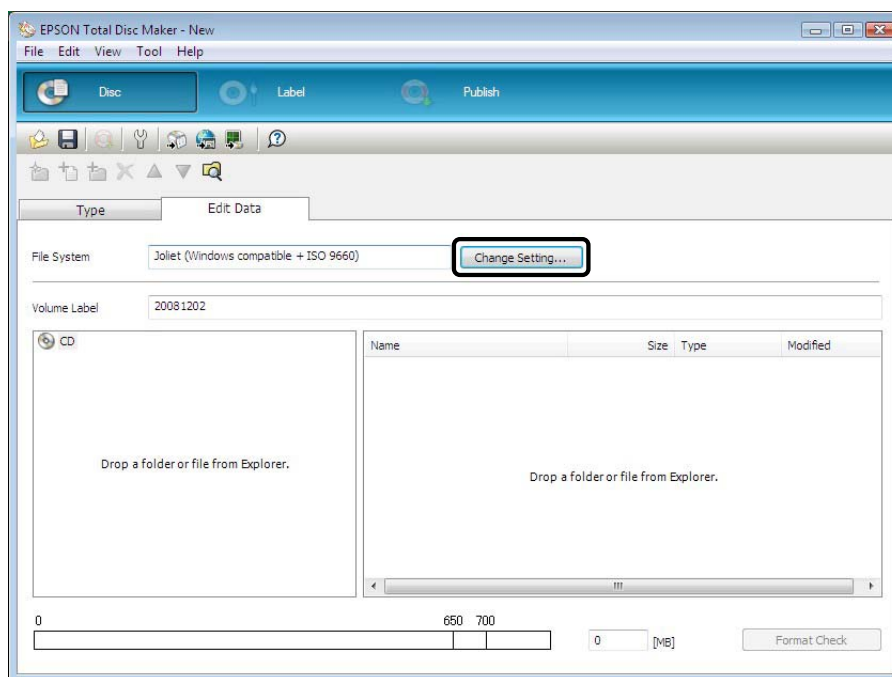 EPSON Total Disc Maker - New
File Edit View Tool Help
Disc Label Publish
Type Edit Data
File System Joliet (Windows compatible + ISO 9660) Change Setting...
Volume Label 20081202
CD Name Size Type Modified
Drop a folder or file from Explorer.
Drop a folder or file from Explorer.
0 650 700
0 [MB] Format Check